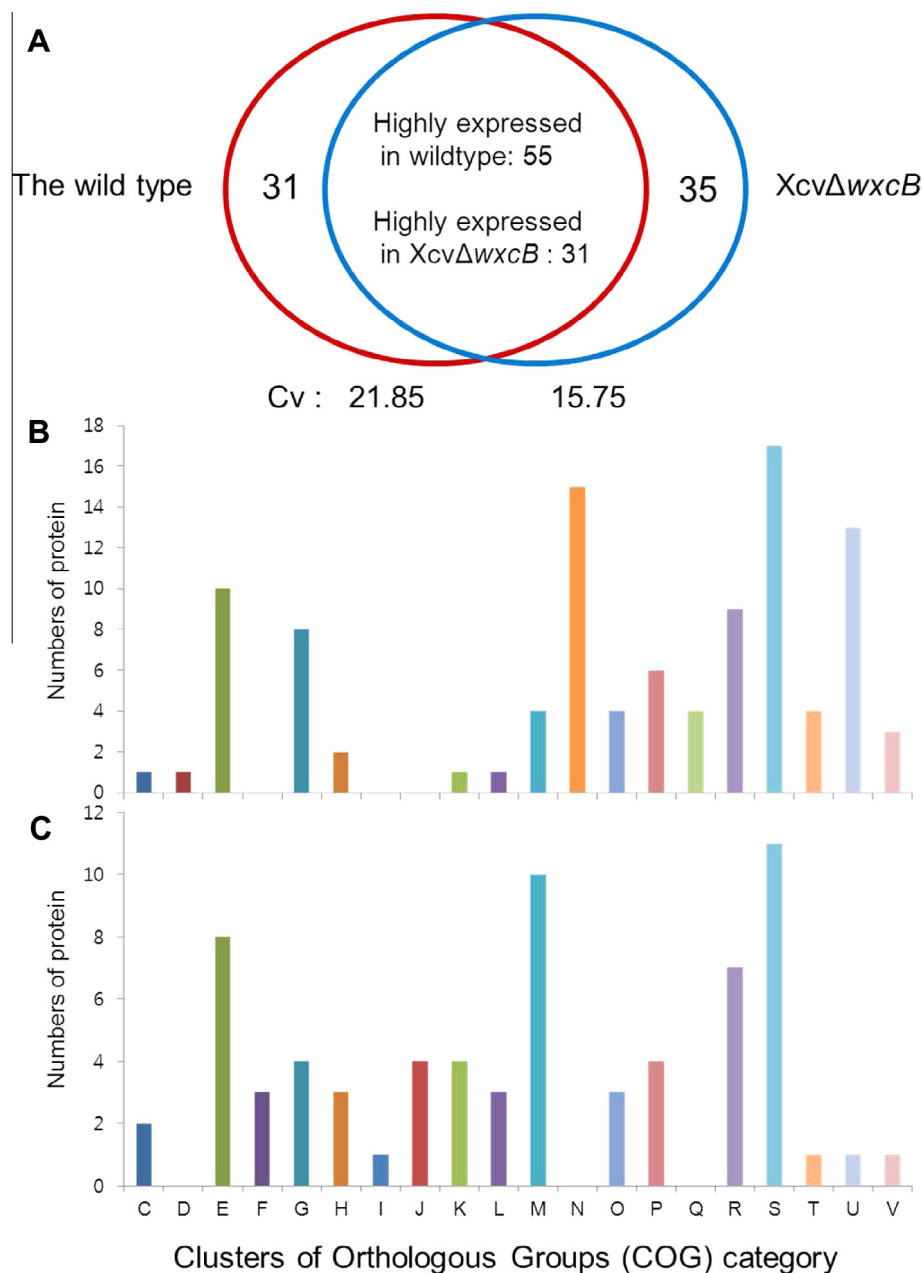 A
Highly expressed
in wildtype: 55
The wild type
31
35
XcvΔwxcB
Highly expressed
in XcvΔwxcB : 31
Cv : 21.85 15.75
B
Numbers of protein
18
16
14
12
10
8
6
4
2
0
C
Numbers of protein
12
10
8
6
4
2
0
C D E F G H I J K L M N O P Q R S T U V
Clusters of Orthologous Groups (COG) category